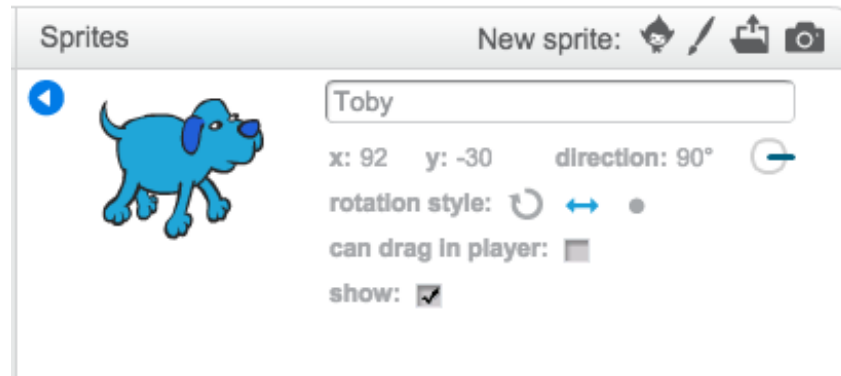 Sprites New sprite:
Toby
x: 92 y: -30 direction: 90°
rotation style:
can drag in player:
show: